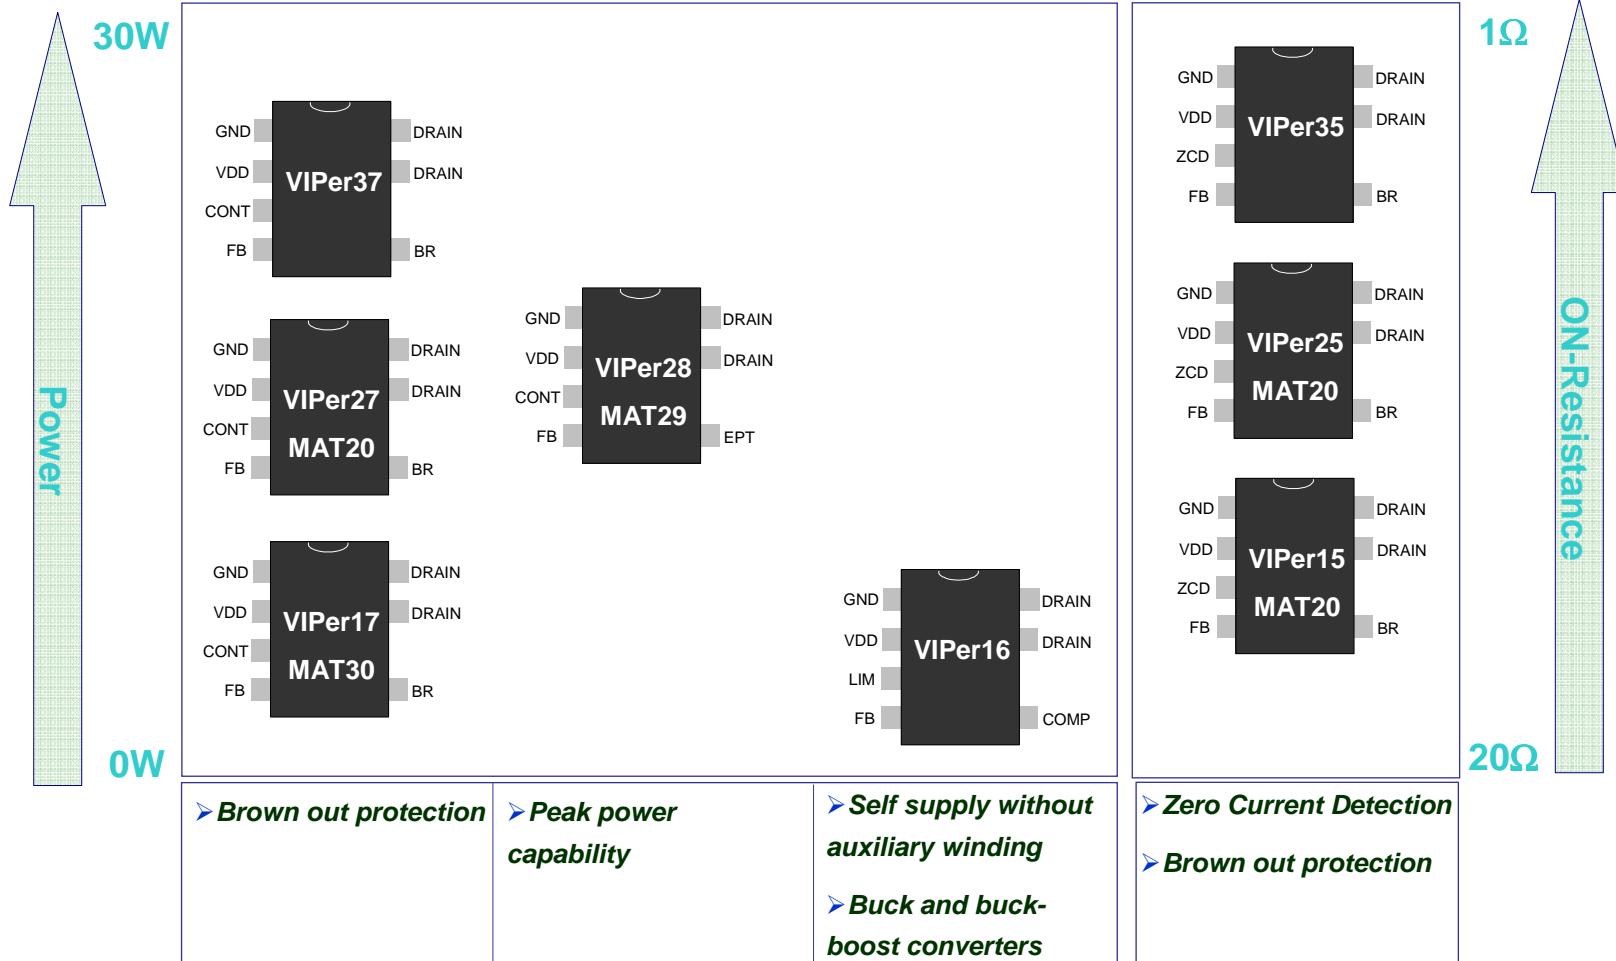 30W
0W
Power
GND
VDD
CONT
FB
VIPer37
DRAIN
DRAIN
BR
GND
VDD
CONT
FB
VIPer27
MAT20
DRAIN
DRAIN
BR
GND
VDD
CONT
FB
VIPer17
MAT30
DRAIN
DRAIN
BR
GND
VDD
CONT
FB
VIPer28
MAT29
DRAIN
DRAIN
EPT
GND
VDD
LIM
FB
VIPer16
DRAIN
DRAIN
COMP
GND
VDD
ZCD
FB
VIPer35
DRAIN
DRAIN
BR
GND
VDD
ZCD
FB
VIPer25
MAT20
DRAIN
DRAIN
BR
GND
VDD
ZCD
FB
VIPer15
MAT20
DRAIN
DRAIN
BR
1Ω
20Ω
ON-Resistance
➢Brown out protection
➢Peak power
capability
➢Self supply without
auxiliary winding
➢Buck and buck-
boost converters
➢Zero Current Detection
➢Brown out protection